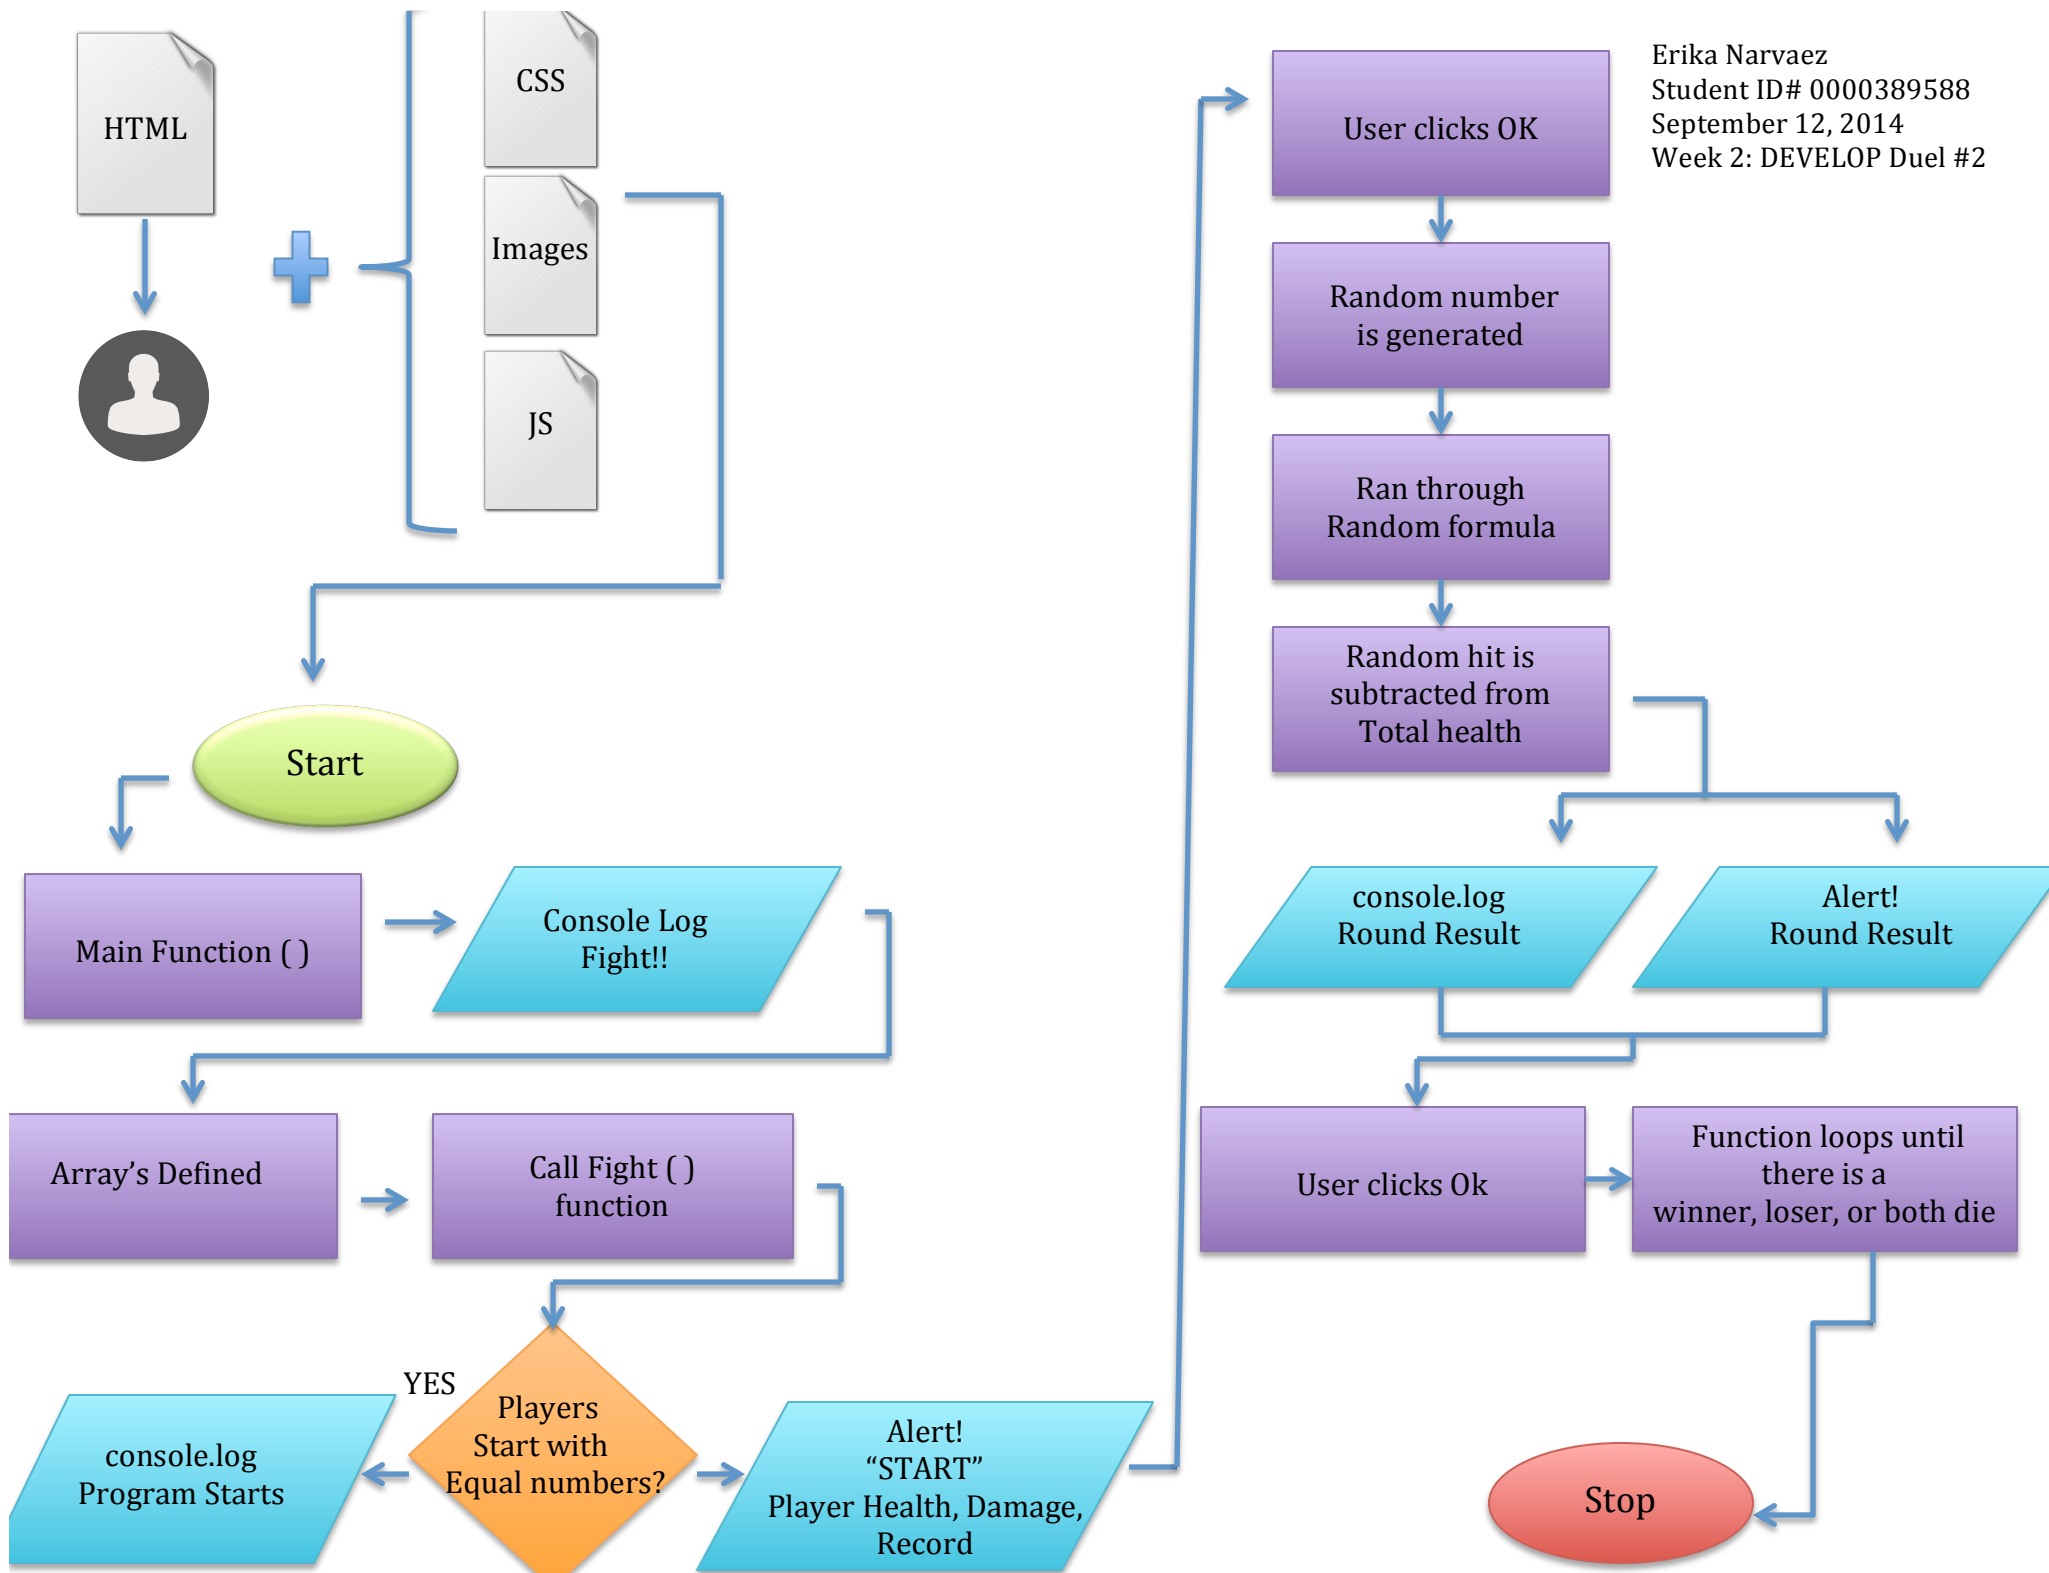 HTML
CSS
Images
JS
Start
Main Function ( )
Console Log
Fight!!
Array’s Defined
Call Fight ( )
function
YES
Players
Start with
Equal numbers?
console.log
Program Starts
Alert!
“START”
Player Health, Damage,
Record
User clicks OK
Random number
is generated
Ran through
Random formula
Random hit is
subtracted from
Total health
console.log
Round Result
Alert!
Round Result
User clicks Ok
Function loops until
there is a
winner, loser, or both die
Stop
Erika Narvaez
Student ID# 0000389588
September 12, 2014
Week 2: DEVELOP Duel #2